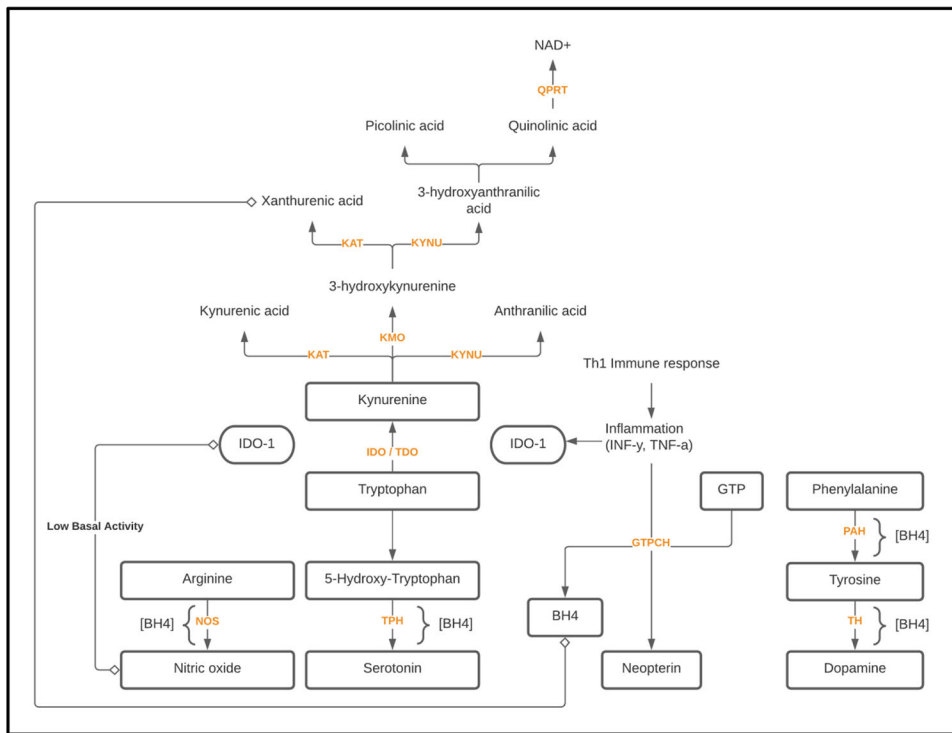 NAD+
QPRT
Picolinic acid
Quinolinic acid
Xanthurenic acid
3-hydroxyanthranilic
acid
KAT
KYNU
3-hydroxykynurenine
Kynurenic acid
Anthranilic acid
KMO
KAT
KYNU
Th1 Immune response
Kynurenine
IDO-1
IDO / TDO
IDO-1
Inflammation
(INF-y, TNF-a)
Tryptophan
GTP
Phenylalanine
Low Basal Activity
GTPCH
PAH
[BH4]
Arginine
5-Hydroxy-Tryptophan
Tyrosine
BH4
[BH4]
NOS
TPH
[BH4]
TH
[BH4]
Nitric oxide
Serotonin
Neopterin
Dopamine